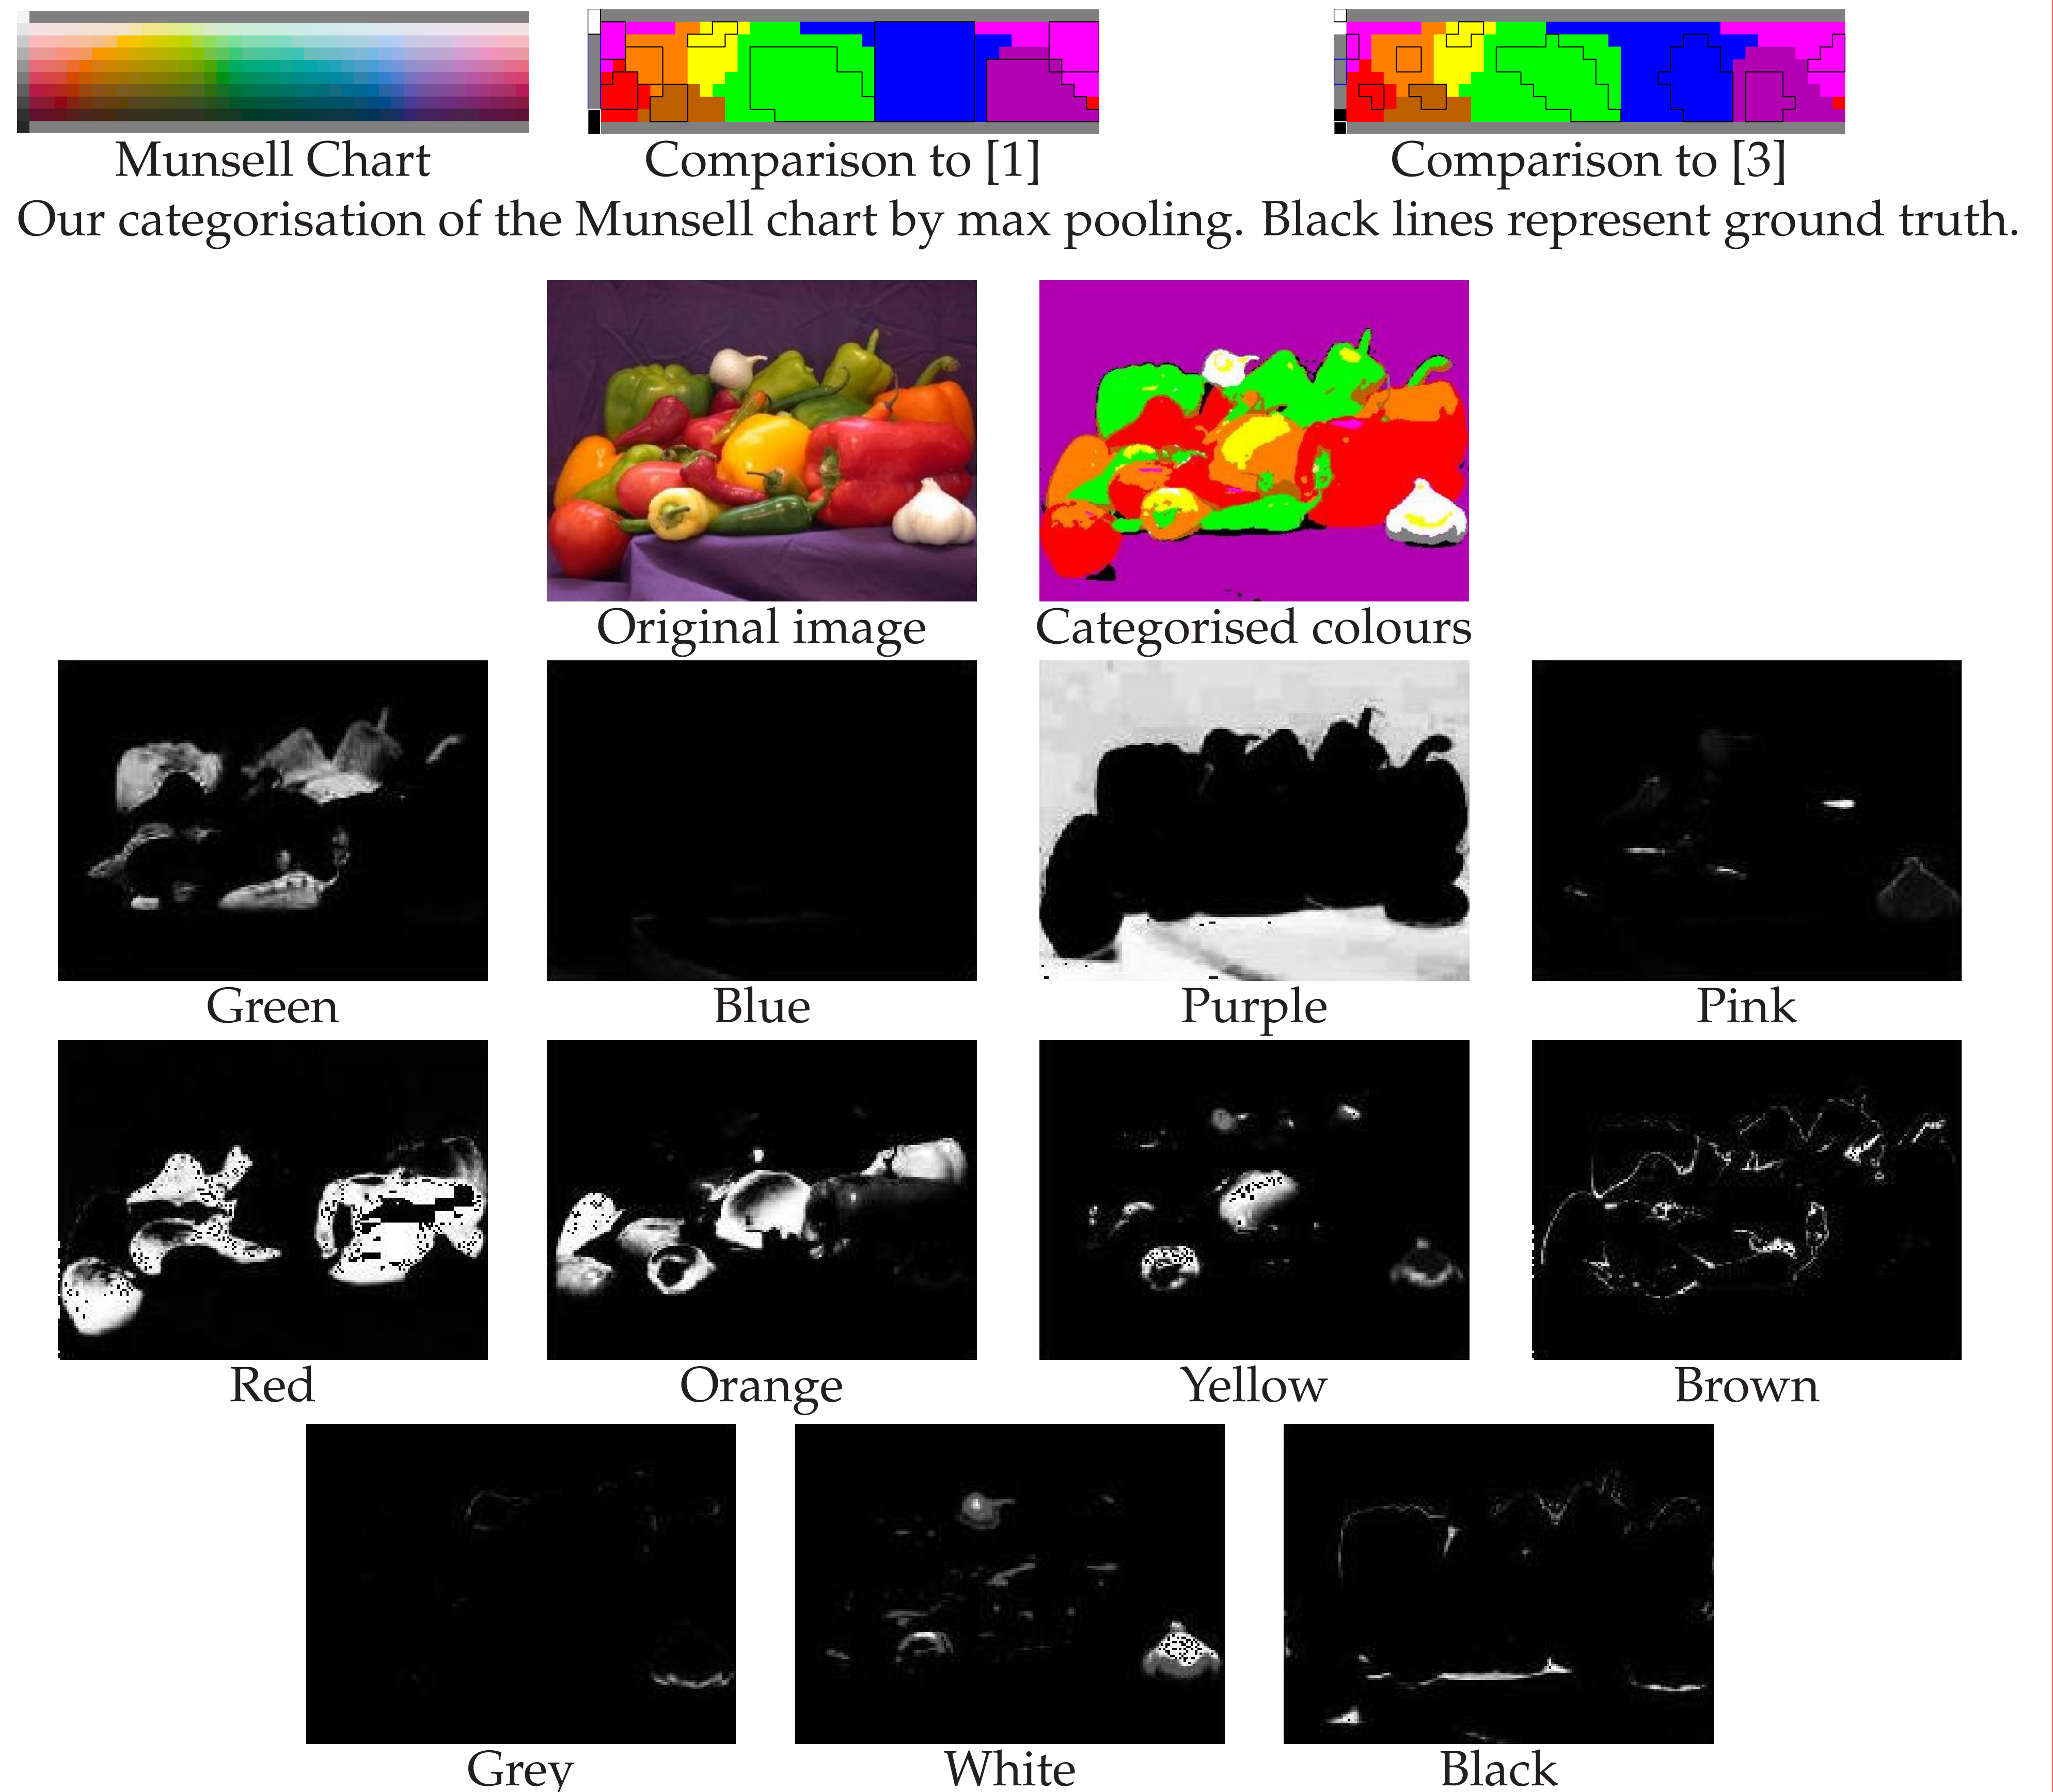 Munsell Chart
Comparison to [1]
Comparison to [3]
Our categorisation of the Munsell chart by max pooling. Black lines represent ground truth.
Original image
Categorised colours
Green
Blue
Purple
Pink
Red
Orange
Yellow
Brown
Grey
White
Black